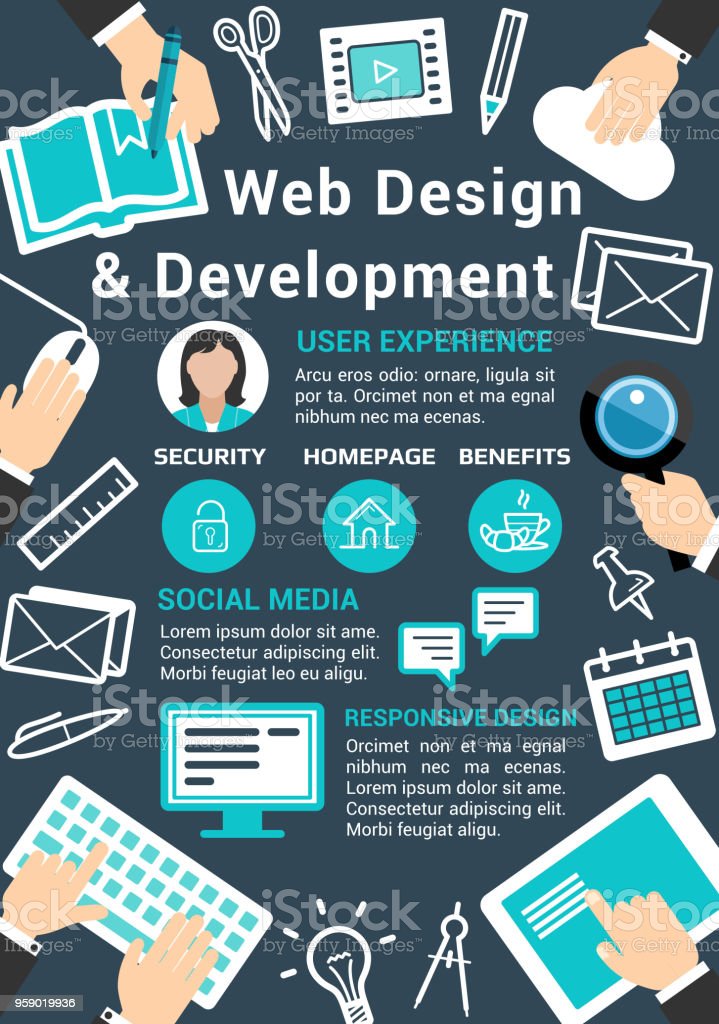 Web Design
& Development
USER EXPERIENCE
Arcu eros odio: ornare, ligula sit
por ta. Orcimet non et ma egnal
nibhum nec ma ecenas.
SECURITY HOMEPAGE BENEFITS
SOCIAL MEDIA
Lorem ipsum dolor sit ame.
Consectetur adipiscing elit.
Morbi feugiat leo eu aligu.
RESPONSIVE DESIGN
Orcimet non et ma egnal
nibhum nec ma ecenas.
Lorem ipsum dolor sit ame.
Consectetur adipiscing elit.
Morbi feugiat aligu.
iStock
by Getty Images™
959019936